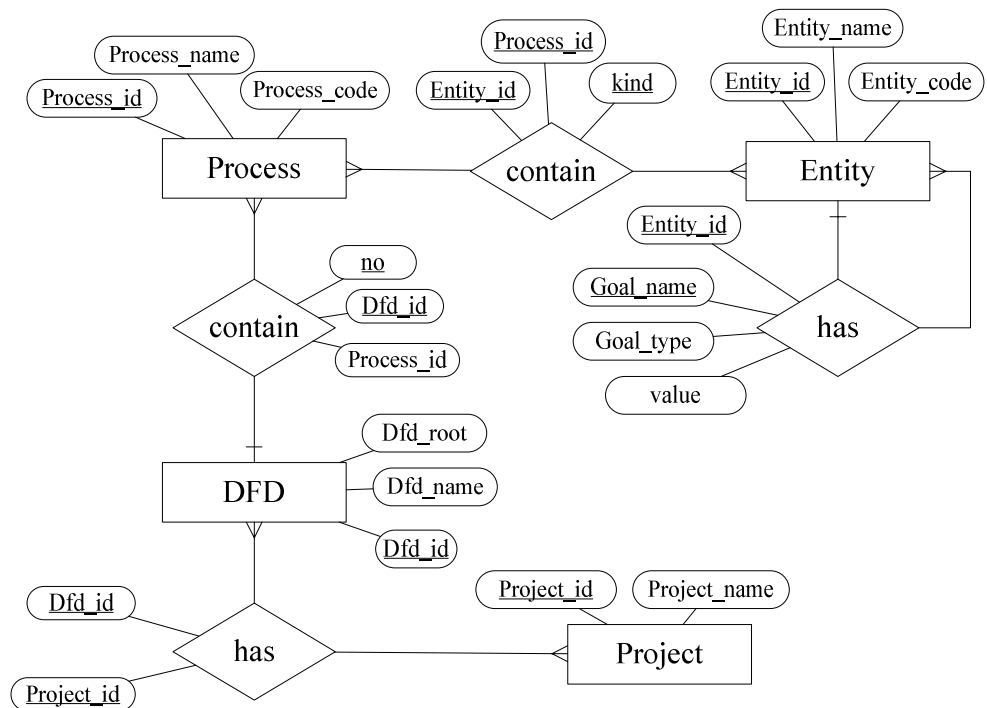 Entity_name
Process_name
Process_id
Process_id
Process_code
Entity_id
kind
Entity_id
Entity_code
Process
contain
Entity
Entity_id
no
Goal_name
Dfd_id
contain
has
Goal_type
Process_id
value
Dfd_root
DFD
Dfd_name
Dfd_id
Project_id
Project_name
Dfd_id
has
Project
Project_id